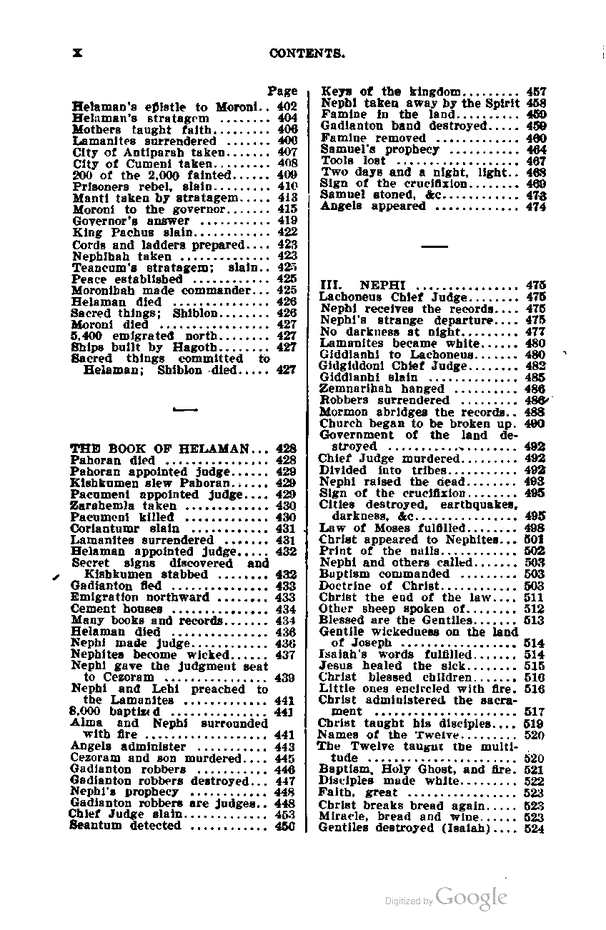 X CONTENTS.
Page
Helaman's epistle to Moroni.. 402
Helaman's stratagem ........ 404
Mothers taught faith......... 406
Lamanites surrendered ....... 406
City of Antiparah taken....... 407
City of Cumeni taken......... 408
200 of the 2,000 fainted...... 409
Prisoners rebel, slain......... 410
Manti taken by stratagem..... 413
Moroni to the governor....... 415
Governor's answer .......... 419
King Pachus slain........... 422
Cords and ladders prepared.... 423
Nephihah taken ............. 423
Teancum's stratagem; slain.. 425
Peace established ........... 425
Moronihah made commander.. 425
Helaman died .............. 426
Sacred things; Shiblon........ 426
Moroni died ................ 427
5,400 emigrated north........ 427
Ships built by Hagoth........ 427
Sacred things committed to
Helaman; Shiblon died..... 427
THE BOOK OF HELAMAN... 428
Pahoran died ............... 428
Pahoran appointed judge...... 429
Kishkumen slew Pahoran...... 429
Pacumeni appointed judge.... 429
Zarahemla taken ............ 430
Pacumeni killed ............ 430
Coriantumr slain ............ 431
Lamanites surrendered ....... 431
Helaman appointed judge..... 432
Secret signs discovered and
Kishkumen stabbed ........ 432
Gadianton fled .............. 433
Emigration northward ........ 433
Cement houses .............. 434
Many books and records...... 434
Helaman died .............. 436
Nephi made judge........... 436
Nephites become wicked...... 437
Nephi gave the judgment seat
to Cezoram ............... 439
Nephi and Lehi preached to
the Lamanites ............ 441
8,000 baptized .............. 441
Alma and Nephi surrounded
with fire .................. 441
Angels administer .......... 443
Cezoram and son murdered.... 445
Gadianton robbers .......... 446
Gadianton robbers destroyed... 447
Nephi's prophecy ........... 448
Gadianton robbers are judges.. 448
Chief Judge slain............ 453
Seantum detected ........... 456
Keys of the kingdom......... 457
Nephi taken away by the Spirit 458
Famine in the land.......... 459
Gadianton band destroyed..... 459
Famine removed ............ 460
Samuel's prophecy .......... 464
Tools lost .................. 467
Two days and a night, light.. 468
Sign of the crucifixion........ 469
Samuel stoned, &c........... 473
Angels appeared ............ 474
III. NEPHI ............... 475
Lachoneus Chief Judge........ 475
Nephi receives the records.... 475
Nephi's strange departure.... 475
No darkness at night......... 477
Lamanites became white...... 480
Giddianhi to Lachoneus....... 480
Gidgiddoni Chief Judge....... 482
Giddianhi slain ............. 485
Zemnarihah hanged ......... 486
Robbers surrendered ........ 486
Mormon abridges the records.. 488
Church began to be broken up. 490
Government of the land de-
stroyed .................. 492
Chief Judge murdered......... 492
Divided into tribes.......... 492
Nephi raised the dead........ 493
Sign of the crucifixion........ 495
Cities destroyed, earthquakes,
darkness, &c............... 495
Law of Moses fulfilled........ 498
Christ appeared to Nephites... 501
Print of the nails........... 502
Nephi and others called....... 503
Baptism commanded ......... 503
Doctrine of Christ........... 503
Christ the end of the law.... 511
Other sheep spoken of........ 512
Blessed are the Gentiles...... 513
Gentile wickedness on the land
of Joseph ................. 514
Isaiah's words fulfilled........ 514
Jesus healed the sick........ 515
Christ blessed children....... 516
Little ones encircled with fire. 516
Christ administered the sacra-
ment ..................... 517
Christ taught his disciples.... 519
Names of the Twelve......... 520
The Twelve taught the multi-
tude ...................... 520
Baptism, Holy Ghost, and fire. 521
Disciples made white......... 522
Faith, great ................ 523
Christ breaks bread again..... 523
Miracle, bread and wine...... 523
Gentiles destroyed (Isaiah).... 524
Digitized by Google